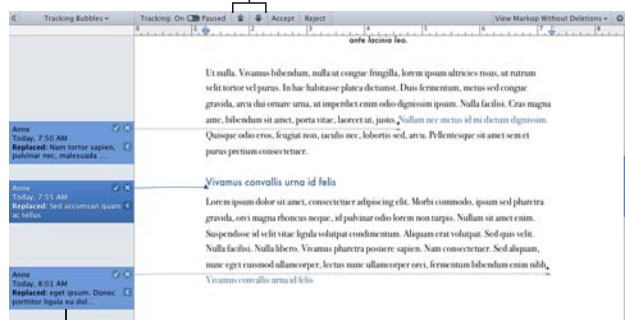 Tracking Bubbles
Tracking: On
Paused
Accept
Reject
View Markup Without Deletions
0 1 2 3 4 5 6 7 8
ante lacinia leo.
Ut nulla. Vivamus bibendum, nulla ut congue fringilla, lorem ipsum ultricies risus, ut rutrum
velit tortor vel purus. In hac habitasse platea dictumst. Duis fermentum, metus sed congue
gravida, arcu dui ornare urna, ut imperdiet enim odio dignissim ipsum. Nulla facilisi. Cras magna
ante, bibendum sit amet, porta vitae, laoreet ut, justo. Nullam nec metus id mi dictum dignissim.
Quisque odio eros, feugiat non, iaculis nec, lobortis sed, arcu. Pellentesque sit amet sem et
purus pretium consectetuer.
Anne
Today, 7:50 AM
Replaced: Nam tortor sapien,
pulvinar nec, malesuada ...
Anne
Today, 7:55 AM
Replaced: Sed accumsan quam
ac tellus
Vivamus convallis urna id felis
Lorem ipsum dolor sit amet, consectetuer adipiscing elit. Morbi commodo, ipsum sed pharetra
gravida, orci magna rhoncus neque, id pulvinar odio lorem non turpis. Nullam sit amet enim.
Suspendisse id velit vitae ligula volutpat condimentum. Aliquam erat volutpat. Sed quis velit.
Nulla facilisi. Nulla libero. Vivamus pharetra posuere sapien. Nam consectetuer. Sed aliquam,
nunc eget euismod ullamcorper, lectus nunc ullamcorper orci, fermentum bibendum enim nibh.
Vivamus convallis urna id felis
Anne
Today, 8:01 AM
Replaced: eget ipsum. Donec
porttitor ligula eu dol...